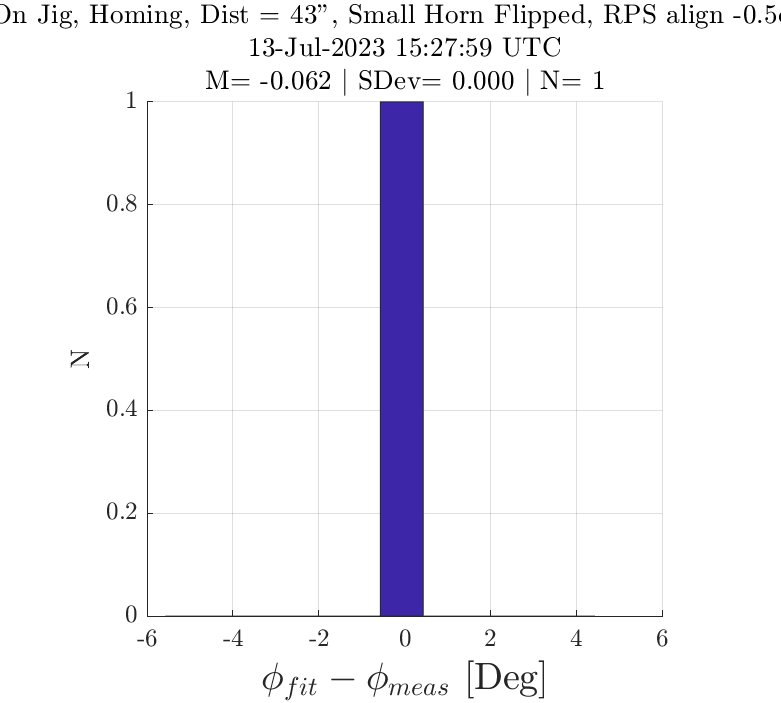 On Jig, Homing, Dist = 43”, Small Horn Flipped, RPS align -0.5
13-Jul-2023 15:27:59 UTC
M= -0.062 | SDev= 0.000 | N= 1
1
0.8
0.6
0.4
0.2
0
N
-6 -4 -2 0 2 4 6
ϕ_fit − ϕ_meas [Deg]